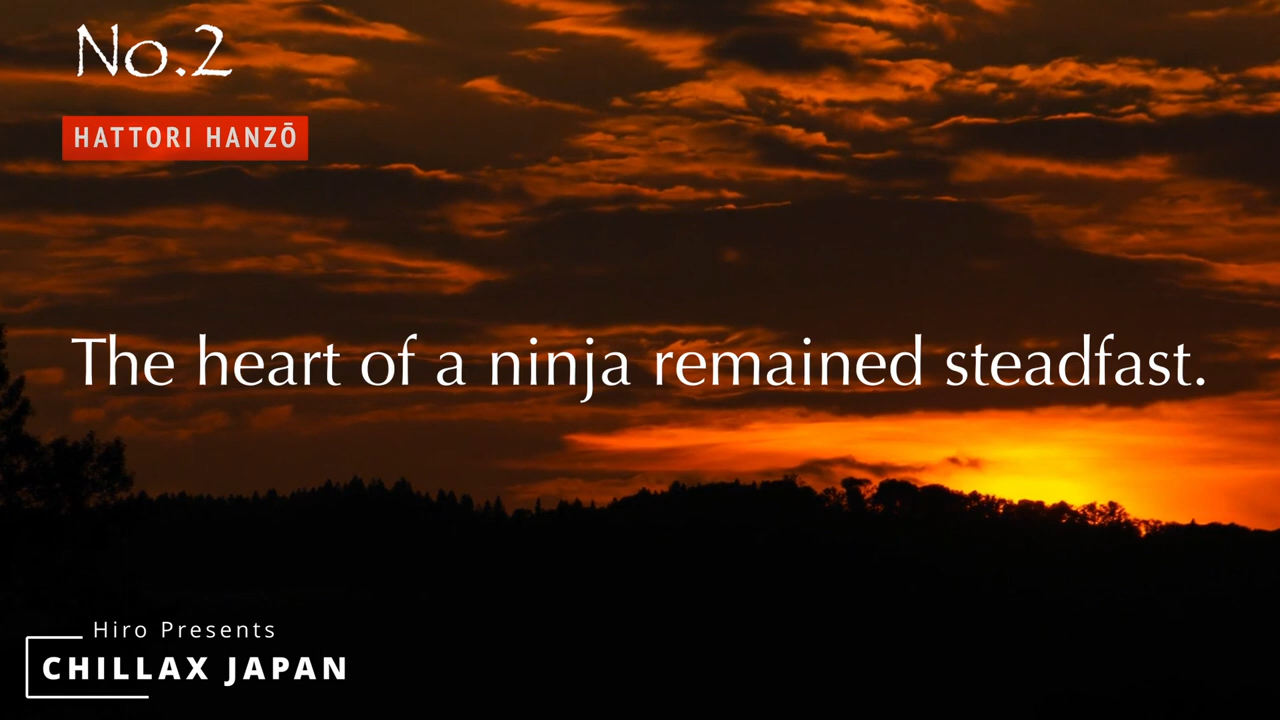 No.2
HATTORI HANZŌ
The heart of a ninja remained steadfast.
Hiro Presents
CHILLAX JAPAN